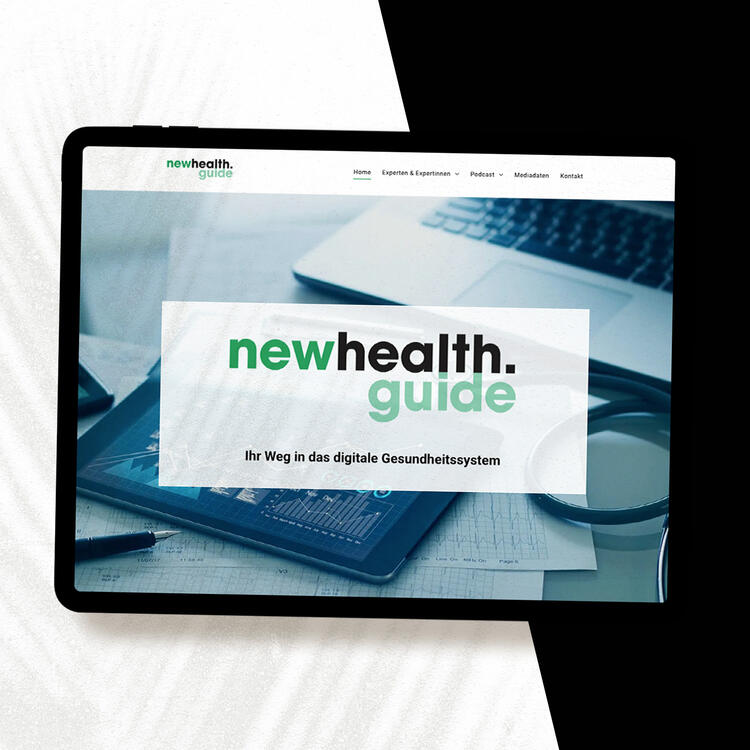 newhealth.
guide
Home Experten & Expertinnen Podcast Mediadaten Kontakt
newhealth.
guide
Ihr Weg in das digitale Gesundheitssystem